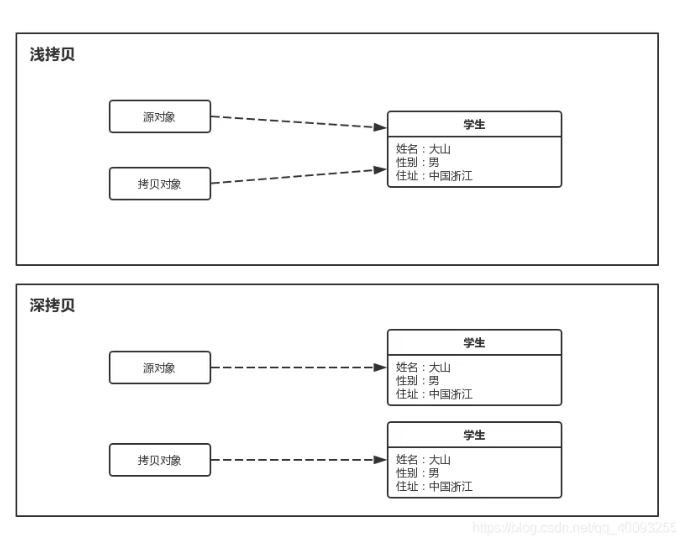 浅拷贝
源对象
学生
姓名：大山
性别：男
住址：中国浙江
拷贝对象
深拷贝
学生
源对象
姓名：大山
性别：男
住址：中国浙江
学生
拷贝对象
姓名：大山
性别：男
住址：中国浙江
https://blog.csdn.net/qq_40093255